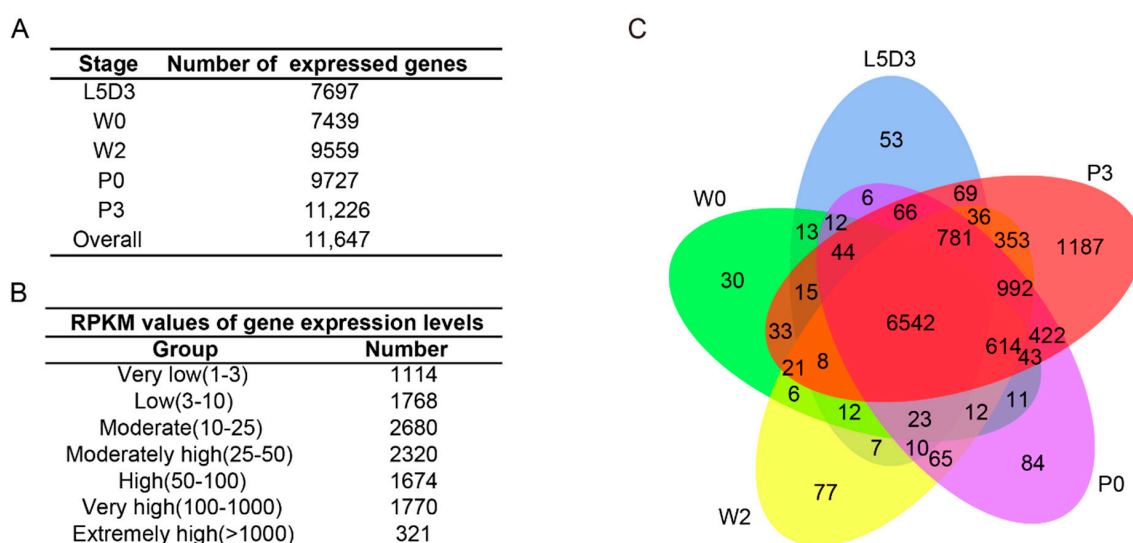 A
Stage Number of expressed genes
L5D3 7697
W0 7439
W2 9559
P0 9727
P3 11,226
Overall 11,647
B
RPKM values of gene expression levels
Group Number
Very low(1-3) 1114
Low(3-10) 1768
Moderate(10-25) 2680
Moderately high(25-50) 2320
High(50-100) 1674
Very high(100-1000) 1770
Extremely high(>1000) 321
C
L5D3
53
P3
W0
6
69
66
36
12
13
781
353
1187
44
30
992
15
6542
33
422
614
43
8
21
6
11
12
23
12
7
10
65
84
77
P0
W2